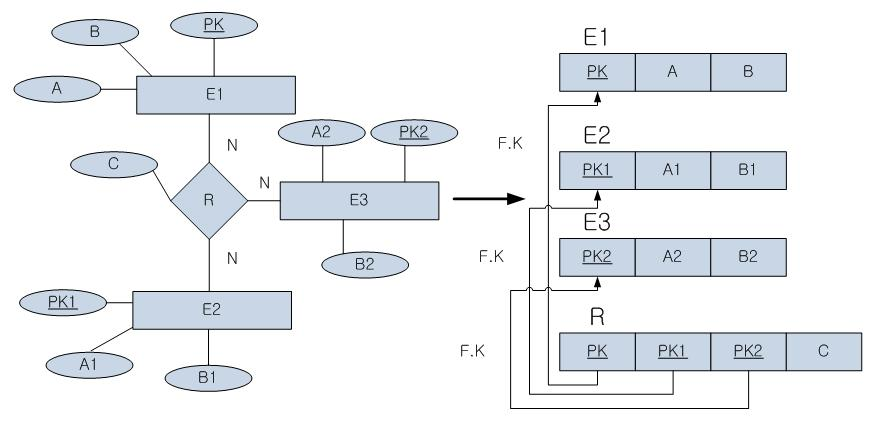 B
PK
A
E1
N
A2
PK2
C
N
R
E3
N
B2
PK1
E2
A1
B1
E1
PK A B
F.K
E2
PK1 A1 B1
E3
F.K
PK2 A2 B2
R
F.K
PK PK1 PK2 C